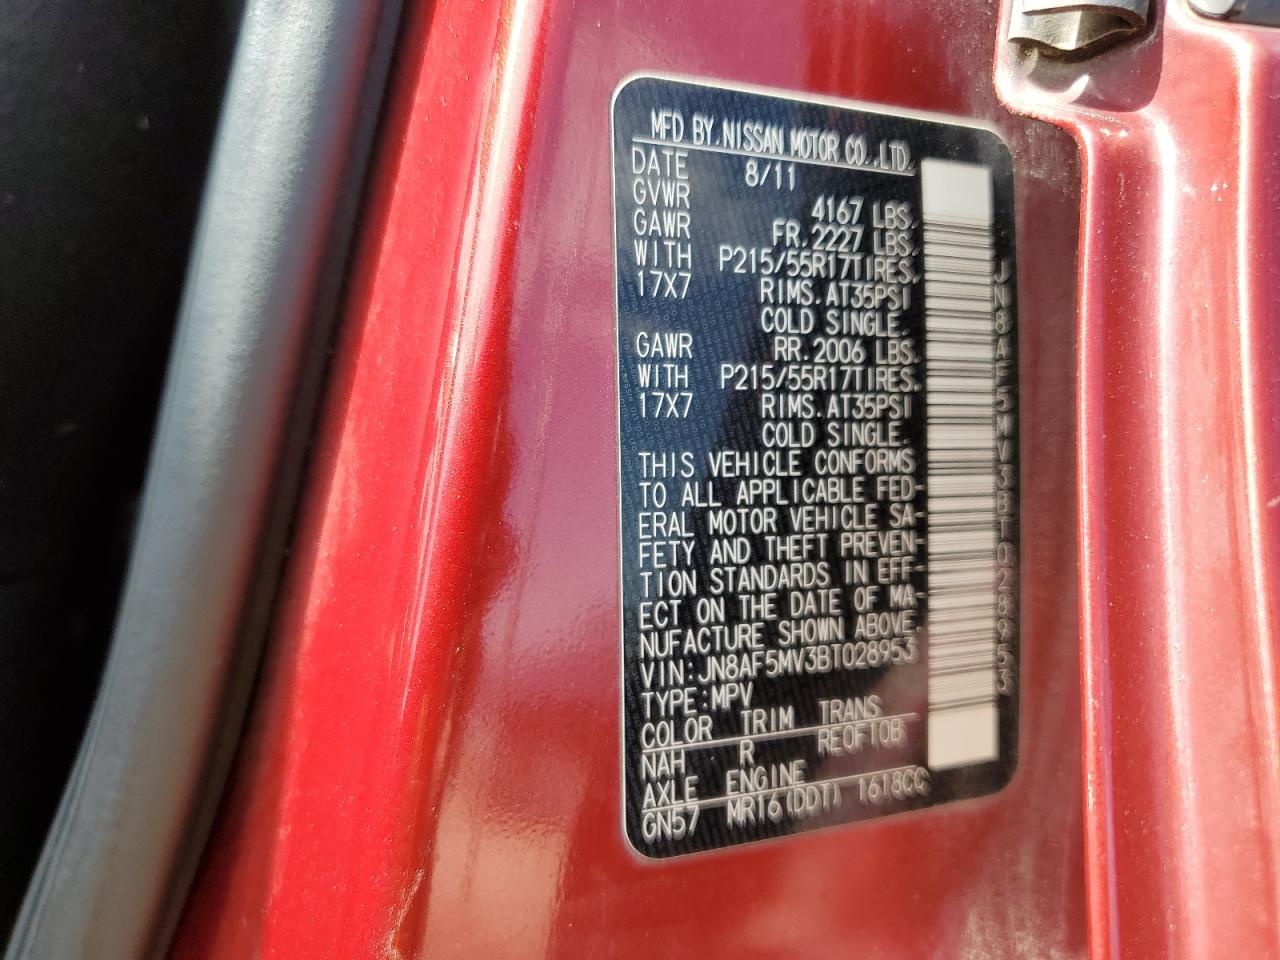 MFD BY.NISSAN MOTOR CO.,LTD.
DATE 8/11
GVWR 4167 LBS.
GAWR FR.2227 LBS.
WITH P215/55R17TIRES.
17X7 RIMS.AT35PSI
COLD SINGLE.
GAWR RR.2006 LBS.
WITH P215/55R17TIRES.
17X7 RIMS.AT35PSI
COLD SINGLE.
THIS VEHICLE CONFORMS
TO ALL APPLICABLE FED-
ERAL MOTOR VEHICLE SA-
FETY AND THEFT PREVEN-
TION STANDARDS IN EFF-
ECT ON THE DATE OF MA-
NUFACTURE SHOWN ABOVE.
VIN:JN8AF5MV3BT028953
TYPE:MPV
COLOR TRIM TRANS
NAH R RE0F10B
AXLE ENGINE
GN57 MR16(DDT) 1618CC
JN8AF5MV3BT028953